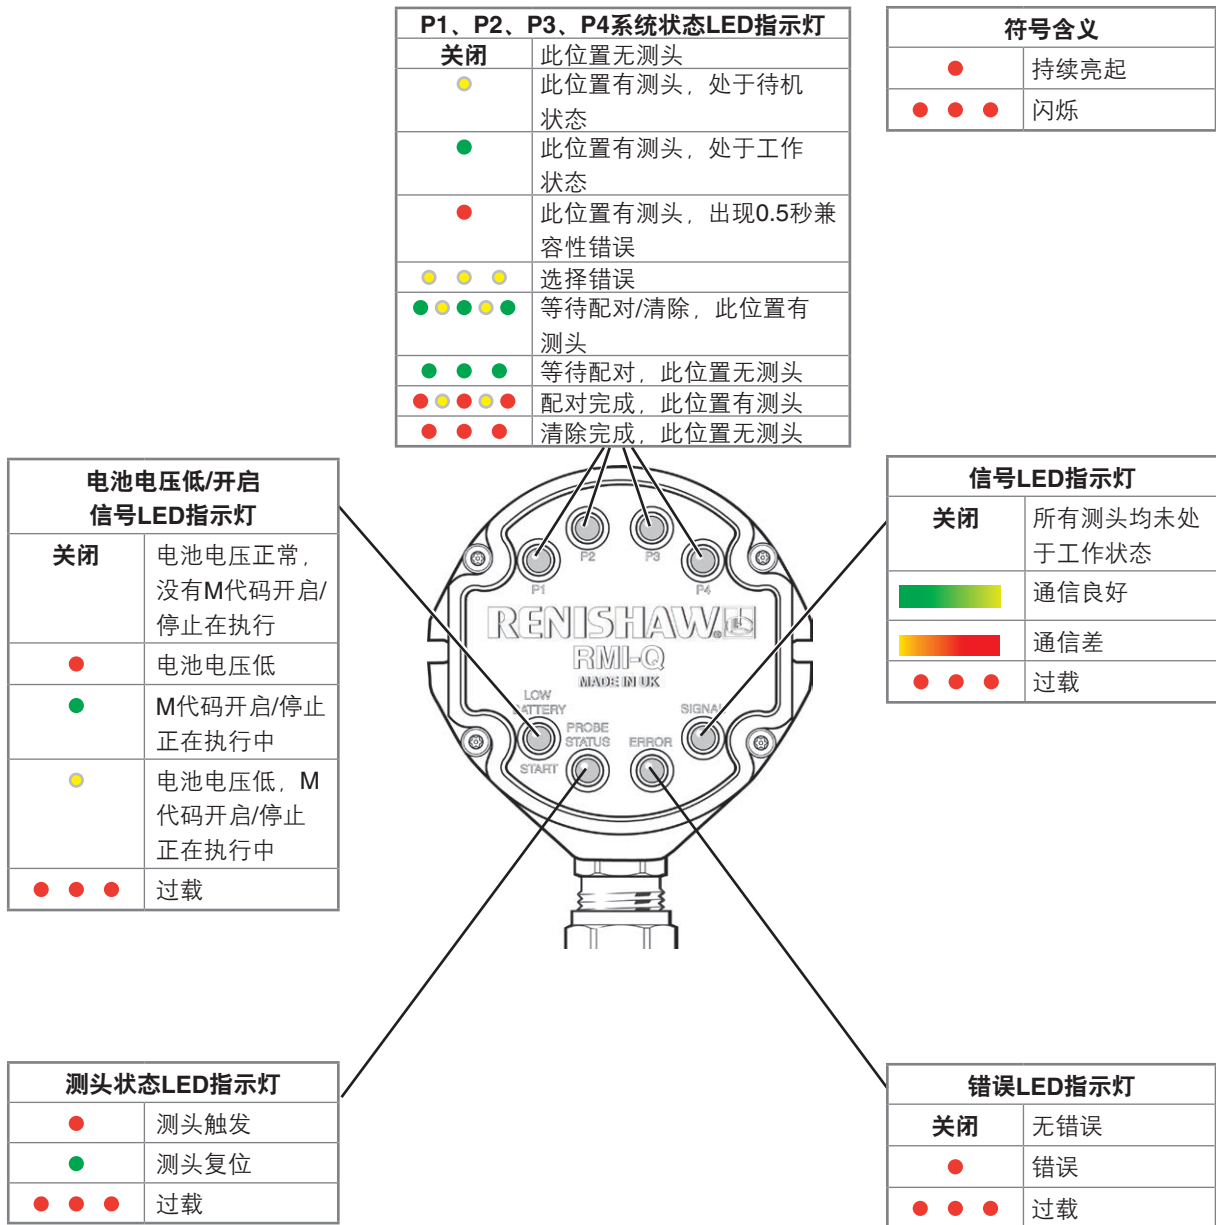 P1、P2、P3、P4系统状态LED指示灯
关闭 此位置无测头
此位置有测头，处于待机
状态
此位置有测头，处于工作
状态
此位置有测头，出现0.5秒兼
容性错误
选择错误
等待配对/清除，此位置有
测头
等待配对，此位置无测头
配对完成，此位置有测头
清除完成，此位置无测头
符号含义
持续亮起
闪烁
电池电压低/开启
信号LED指示灯
关闭 电池电压正常，
没有M代码开启/
停止在执行
电池电压低
M代码开启/停止
正在执行中
电池电压低，M
代码开启/停止
正在执行中
过载
P1
P2
P3
P4
RENISHAW
RMI-Q
MADE IN UK
LOW
BATTERY
START
PROBE
STATUS
ERROR
SIGNAL
信号LED指示灯
关闭 所有测头均未处
于工作状态
通信良好
通信差
过载
测头状态LED指示灯
测头触发
测头复位
过载
错误LED指示灯
关闭 无错误
错误
过载